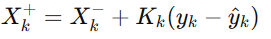 X_k^+ = X_k^- + K_k(y_k - ŷ_k)